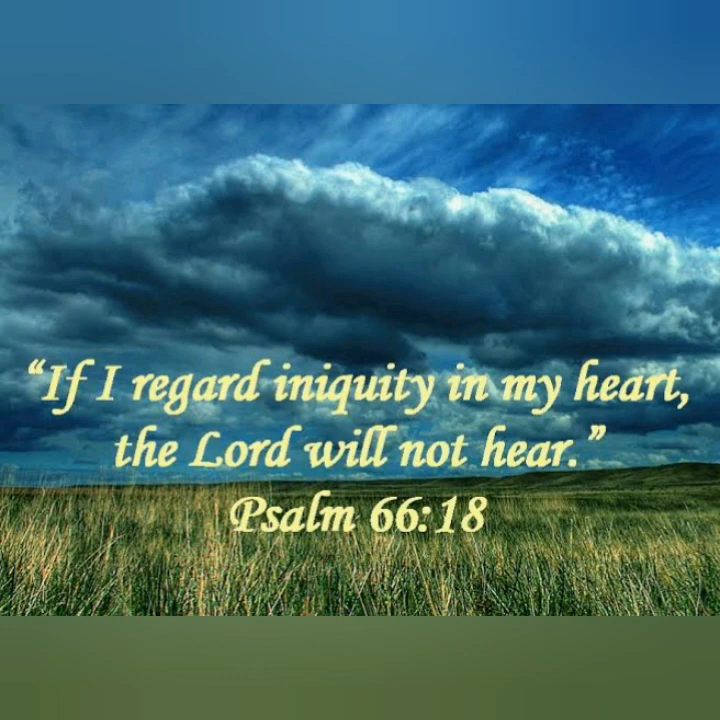 “If I regard iniquity in my heart,
the Lord will not hear.”
Psalm 66:18